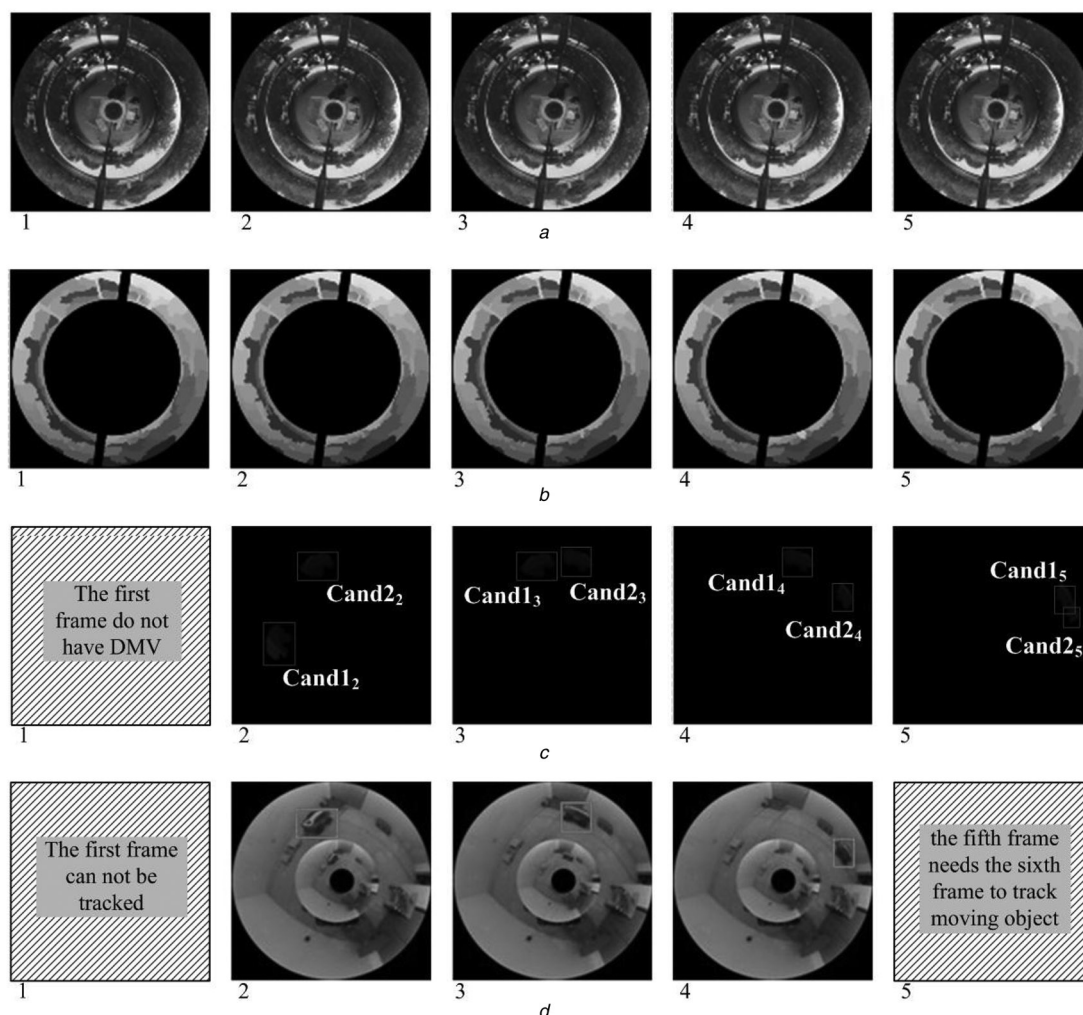 1
2
3
4
5
a
1
2
3
4
5
b
The first
frame do not
have DMV
Cand2₂
Cand1₂
Cand1₃
Cand2₃
Cand1₄
Cand2₄
Cand1₅
Cand2₅
1
2
3
4
5
c
The first frame
can not be
tracked
the fifth frame
needs the sixth
frame to track
moving object
1
2
3
4
5
d